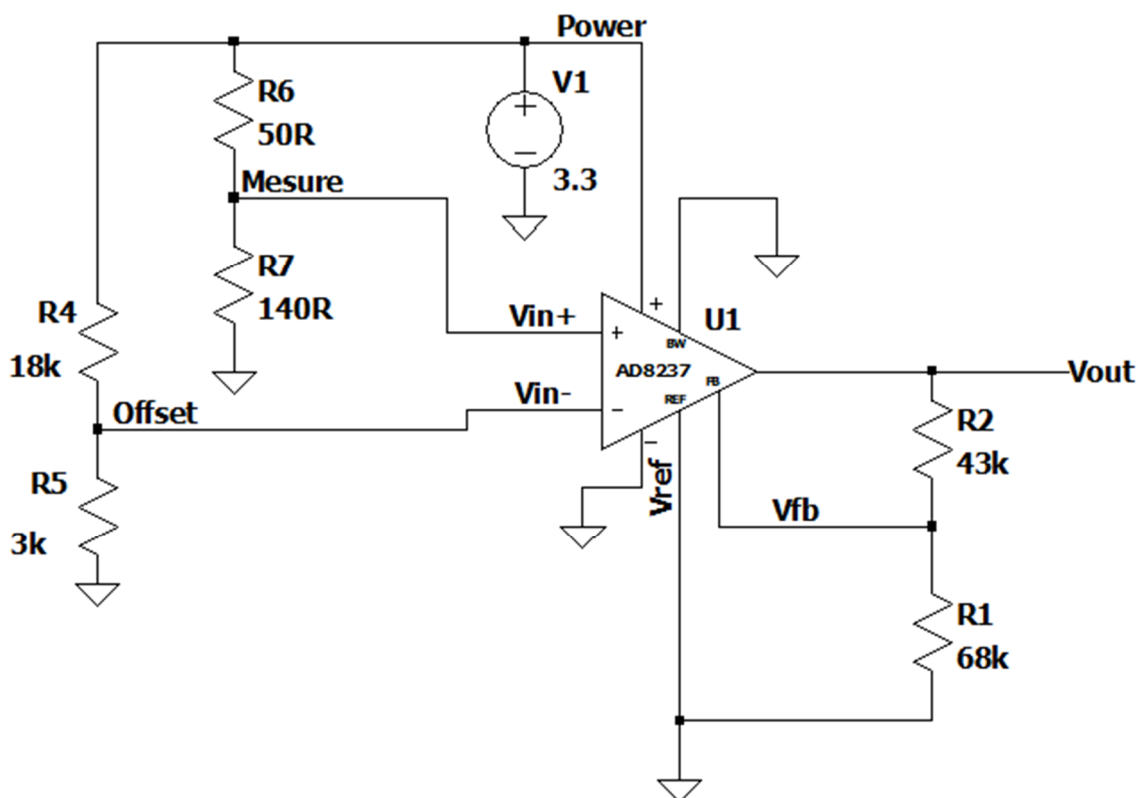 Power
R6
50R
V1
3.3
Mesure
R7
140R
R4
18k
Vin+
U1
BW
AD8237
FB
REF
Vin-
Offset
Vref
Vout
R2
43k
R5
3k
Vfb
R1
68k